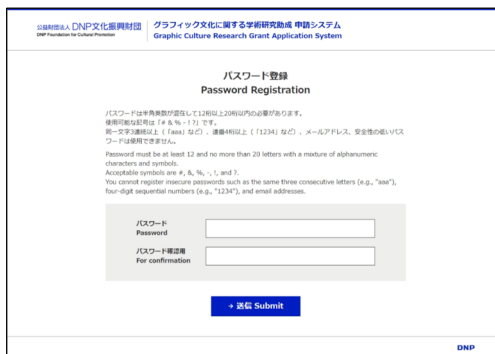 公益財団法人 DNP文化振興財団
DNP Foundation for Cultural Promotion
グラフィック文化に関する学術研究助成 申請システム
Graphic Culture Research Grant Application System
パスワード登録
Password Registration
パスワードは半角英数が混在して12桁以上20桁以内の必要があります。
使用可能な記号は「# & % - ! ?」です。
同一文字3連続以上（「aaa」など）、連番4桁以上（「1234」など）、メールアドレス、安全性の低いパス
ワードは使用できません。
Password must be at least 12 and no more than 20 letters with a mixture of alphanumeric
characters and symbols.
Acceptable symbols are #, &, %, -, !, and ?.
You cannot register insecure passwords such as the same three consecutive letters (e.g., "aaa"),
four-digit sequential numbers (e.g., "1234"), and email addresses.
パスワード
Password
パスワード確認用
For confirmation
→ 送信 Submit
DNP